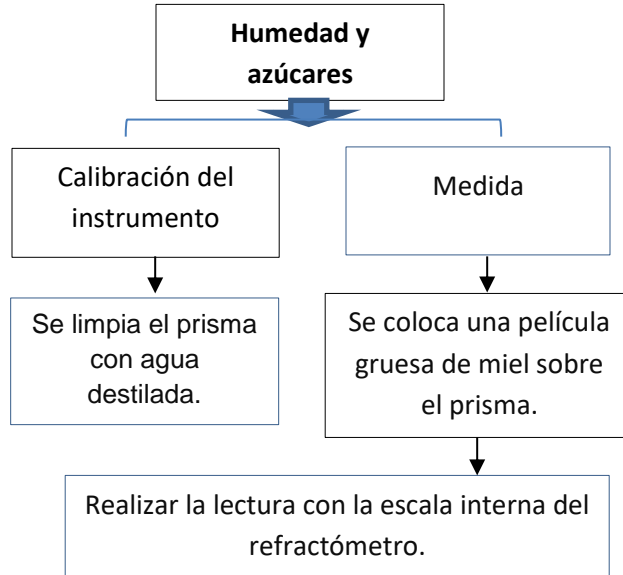 Humedad y
azúcares
Calibración del
instrumento
Medida
Se limpia el prisma
con agua
destilada.
Se coloca una película
gruesa de miel sobre
el prisma.
Realizar la lectura con la escala interna del
refractómetro.